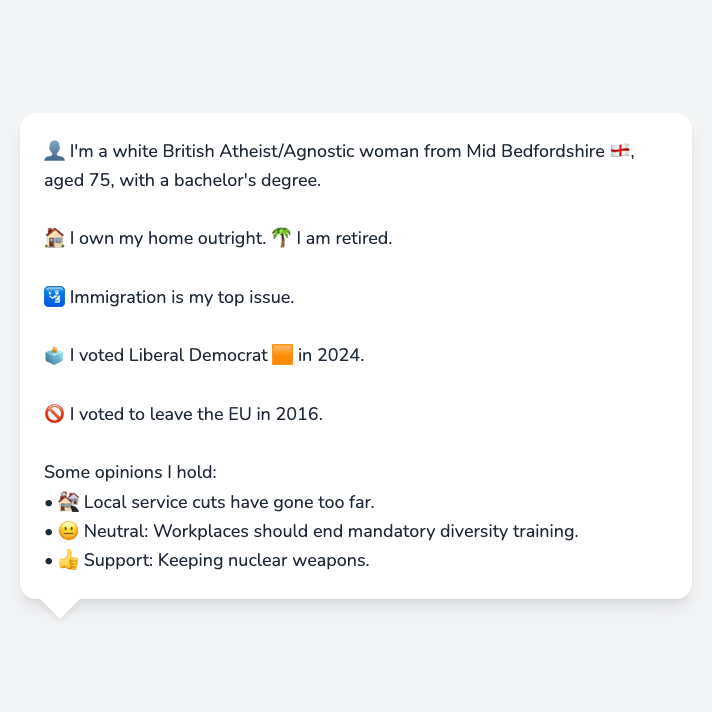 👤 I'm a white British Atheist/Agnostic woman from Mid Bedfordshire 🏴󠁧󠁢󠁥󠁮󠁧󠁿,
aged 75, with a bachelor's degree.
🏠 I own my home outright. 🌴 I am retired.
🛂 Immigration is my top issue.
🗳️ I voted Liberal Democrat 🟧 in 2024.
🚫 I voted to leave the EU in 2016.
Some opinions I hold:
• 🏚️ Local service cuts have gone too far.
• 😐 Neutral: Workplaces should end mandatory diversity training.
• 👍 Support: Keeping nuclear weapons.